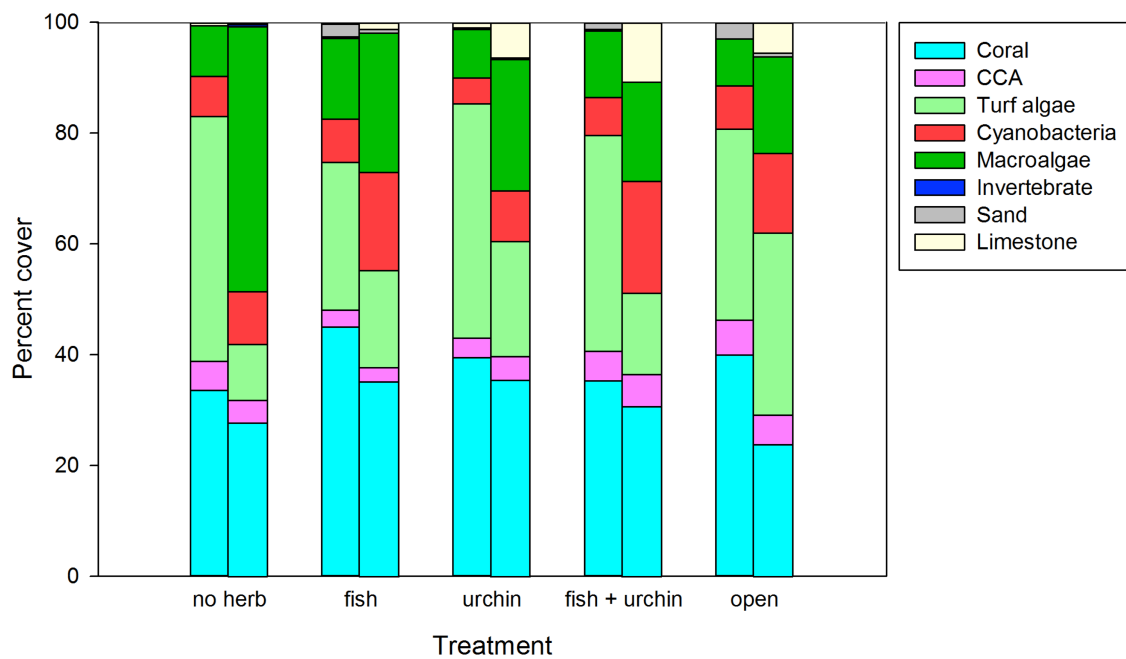 100
80
60
40
20
0
Percent cover
no herb fish urchin fish + urchin open
Treatment
Coral
CCA
Turf algae
Cyanobacteria
Macroalgae
Invertebrate
Sand
Limestone